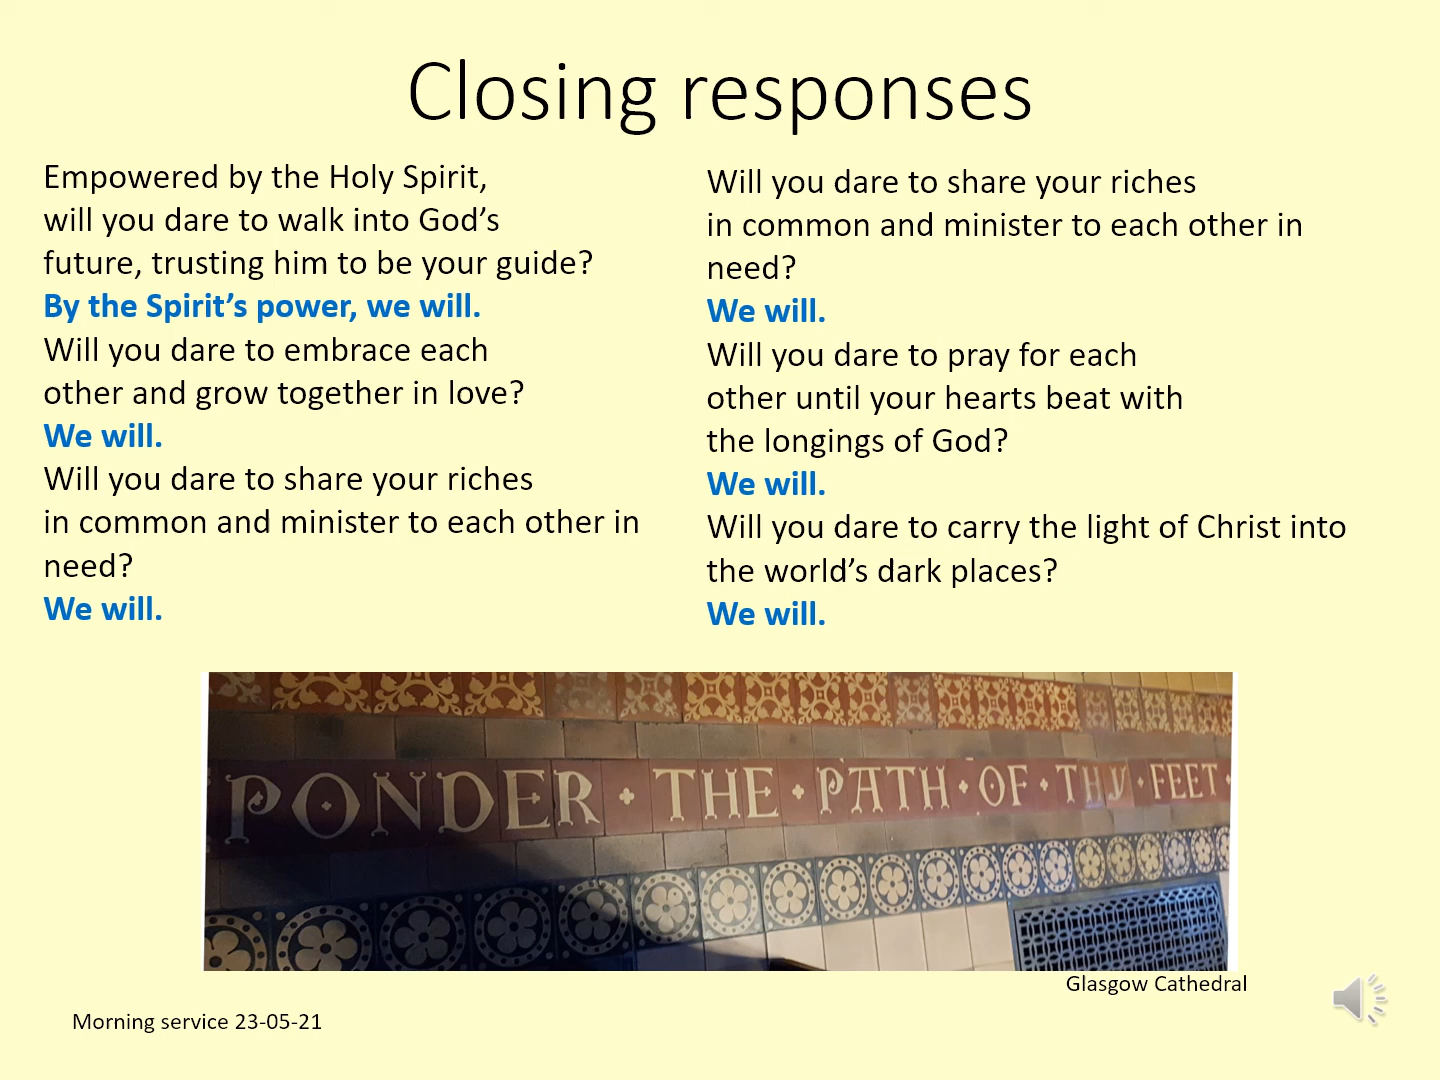 Closing responses
Empowered by the Holy Spirit,
will you dare to walk into God’s
future, trusting him to be your guide?
By the Spirit’s power, we will.
Will you dare to embrace each
other and grow together in love?
We will.
Will you dare to share your riches
in common and minister to each other in
need?
We will.
Will you dare to share your riches
in common and minister to each other in
need?
We will.
Will you dare to pray for each
other until your hearts beat with
the longings of God?
We will.
Will you dare to carry the light of Christ into
the world’s dark places?
We will.
PONDER · THE · PATH · OF · THY · FEET ·
Glasgow Cathedral
Morning service 23-05-21